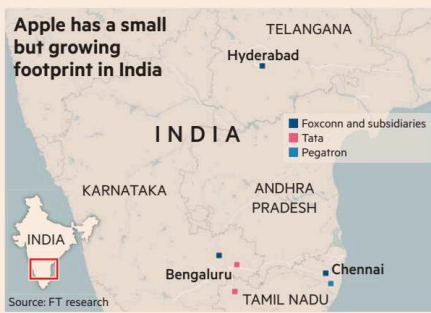 Apple has a small
but growing
footprint in India
TELANGANA
Hyderabad
INDIA
Foxconn and subsidiaries
Tata
Pegatron
KARNATAKA
ANDHRA
PRADESH
INDIA
Bengaluru
Chennai
TAMIL NADU
Source: FT research